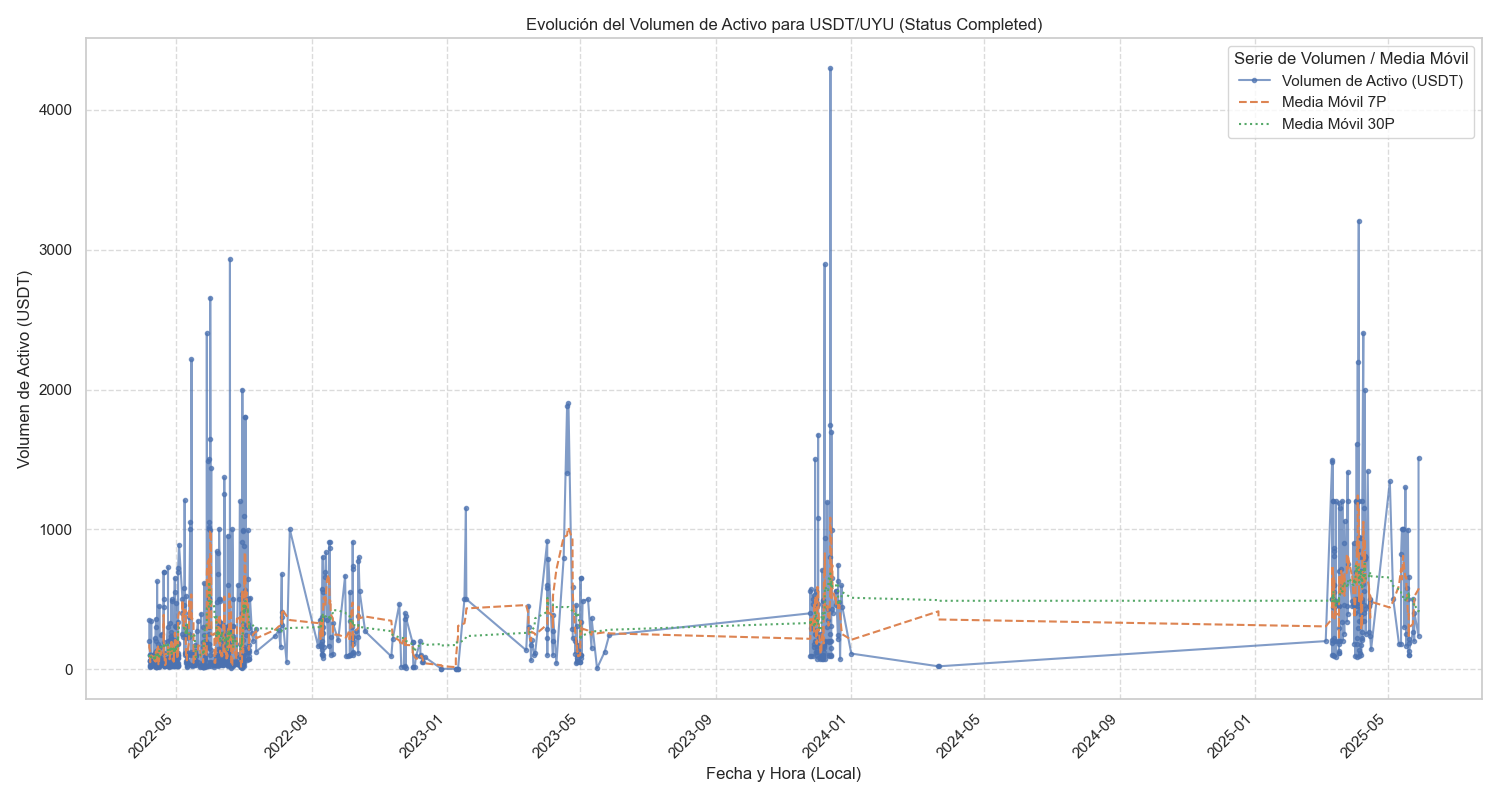 Evolución del Volumen de Activo para USDT/UYU (Status Completed)
Serie de Volumen / Media Móvil
Volumen de Activo (USDT)
Media Móvil 7P
Media Móvil 30P
Volumen de Activo (USDT)
4000
3000
2000
1000
0
2022-05
2022-09
2023-01
2023-05
2023-09
2024-01
2024-05
2024-09
2025-01
2025-05
Fecha y Hora (Local)